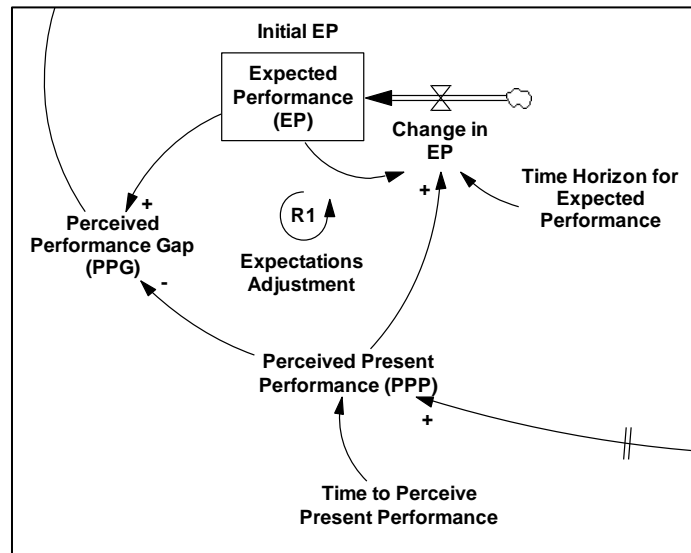 Initial EP
Expected
Performance
(EP)
Change in
EP
+
Time Horizon for
Expected
Performance
+
Perceived
Performance Gap
(PPG)
-
R1
Expectations
Adjustment
Perceived Present
Performance (PPP)
+
Time to Perceive
Present Performance